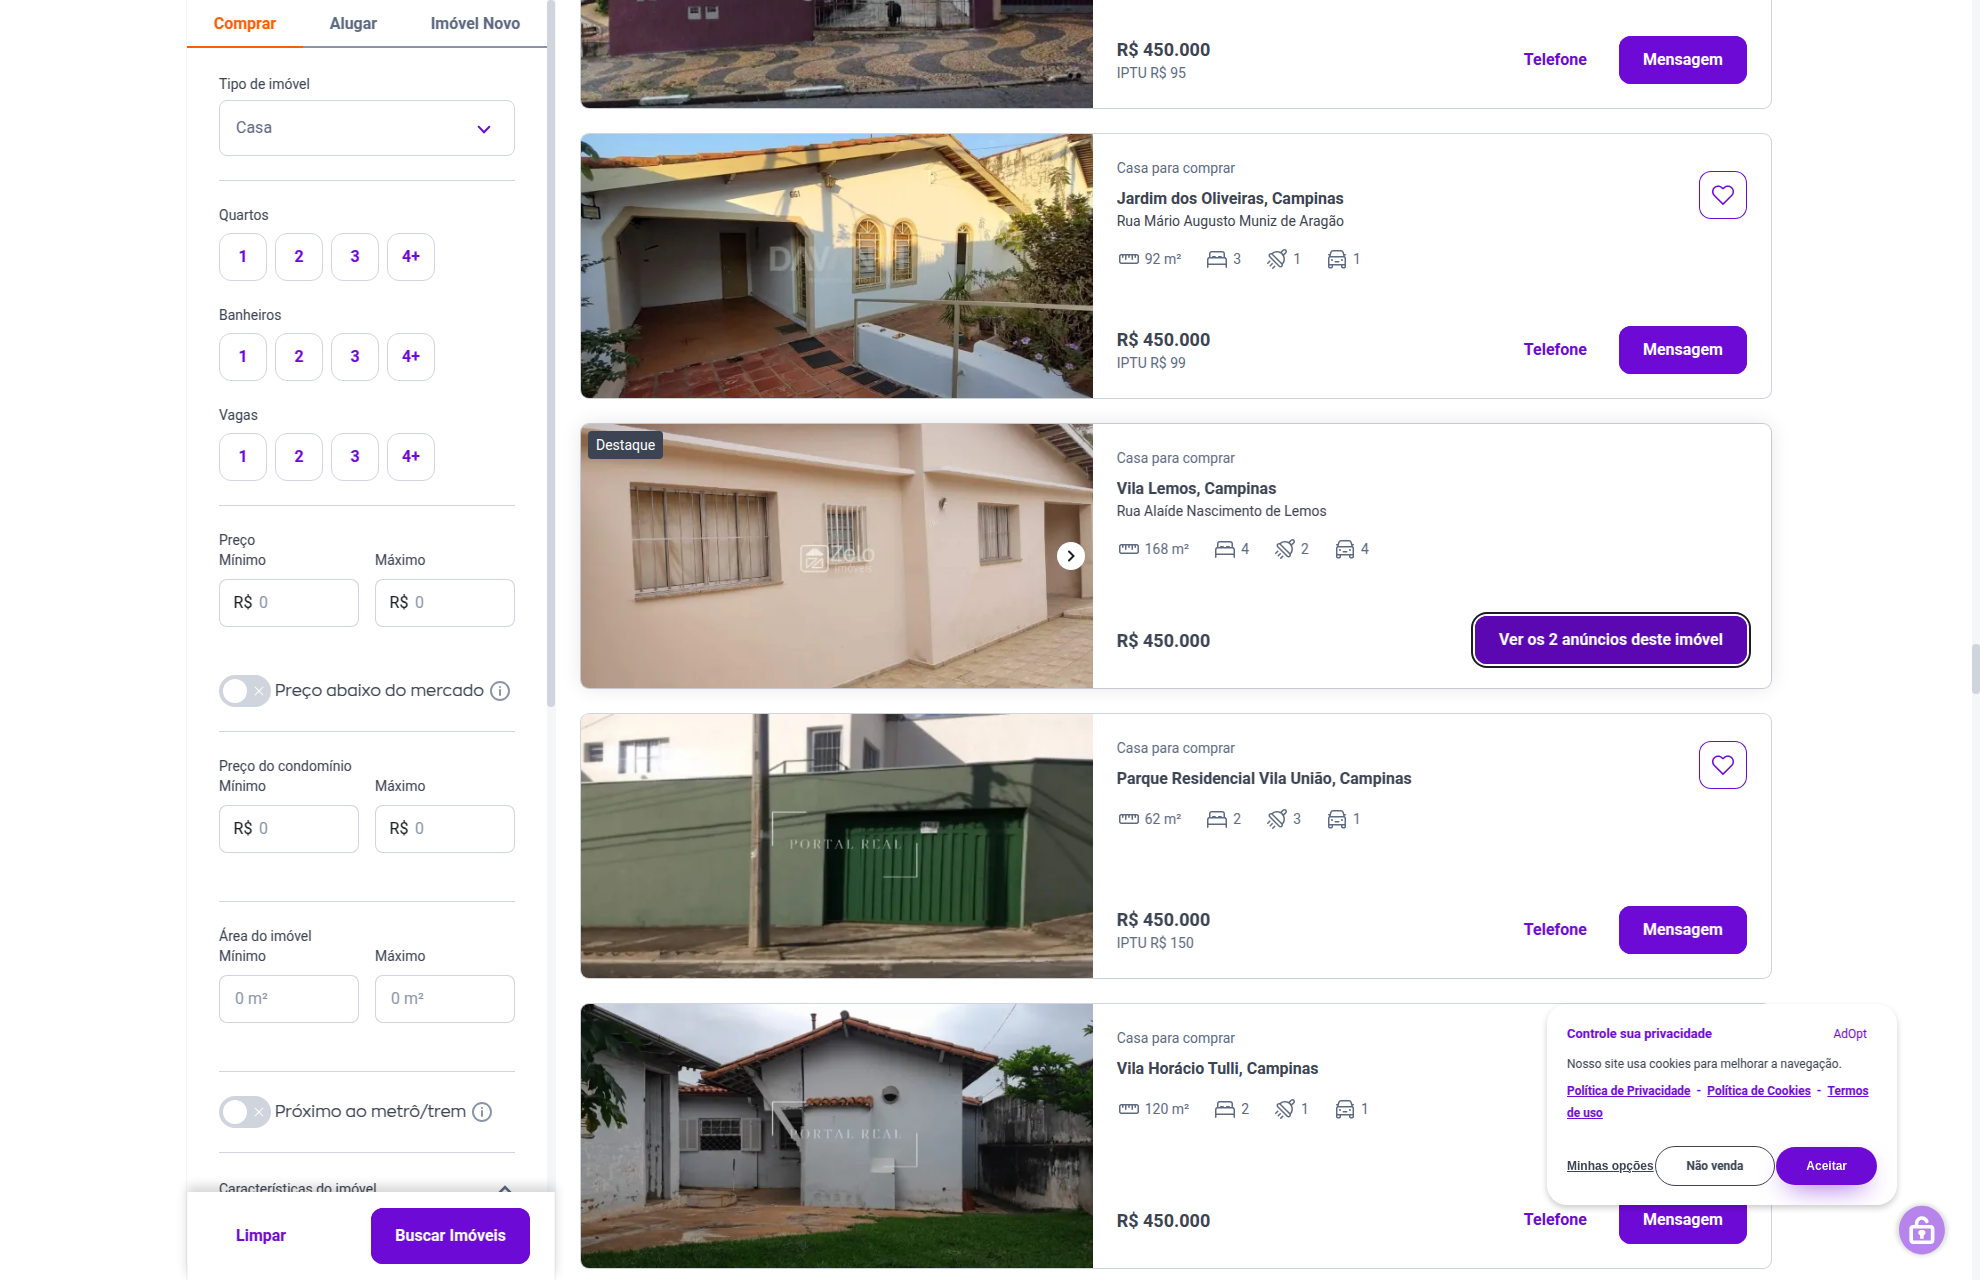 Comprar
Alugar
Imóvel Novo
Tipo de imóvel
Casa
Quartos
1 2 3 4+
Banheiros
1 2 3 4+
Vagas
1 2 3 4+
Preço
Mínimo Máximo
R$ 0 R$ 0
Preço abaixo do mercado
Preço do condomínio
Mínimo Máximo
R$ 0 R$ 0
Área do imóvel
Mínimo Máximo
0 m² 0 m²
Próximo ao metrô/trem
Características do imóvel
Limpar
Buscar Imóveis
R$ 450.000
IPTU R$ 95
Telefone
Mensagem
Casa para comprar
Jardim dos Oliveiras, Campinas
Rua Mário Augusto Muniz de Aragão
92 m² 3 1 1
R$ 450.000
IPTU R$ 99
Telefone
Mensagem
Destaque
Zelo
imóveis
Casa para comprar
Vila Lemos, Campinas
Rua Alaíde Nascimento de Lemos
168 m² 4 2 4
R$ 450.000
Ver os 2 anúncios deste imóvel
PORTAL REAL
Casa para comprar
Parque Residencial Vila União, Campinas
62 m² 2 3 1
R$ 450.000
IPTU R$ 150
Telefone
Mensagem
PORTAL REAL
Casa para comprar
Vila Horácio Tulli, Campinas
120 m² 2 1 1
R$ 450.000
Telefone
Mensagem
Controle sua privacidade
AdOpt
Nosso site usa cookies para melhorar a navegação.
Política de Privacidade - Política de Cookies - Termos
de uso
Minhas opções
Não venda
Aceitar